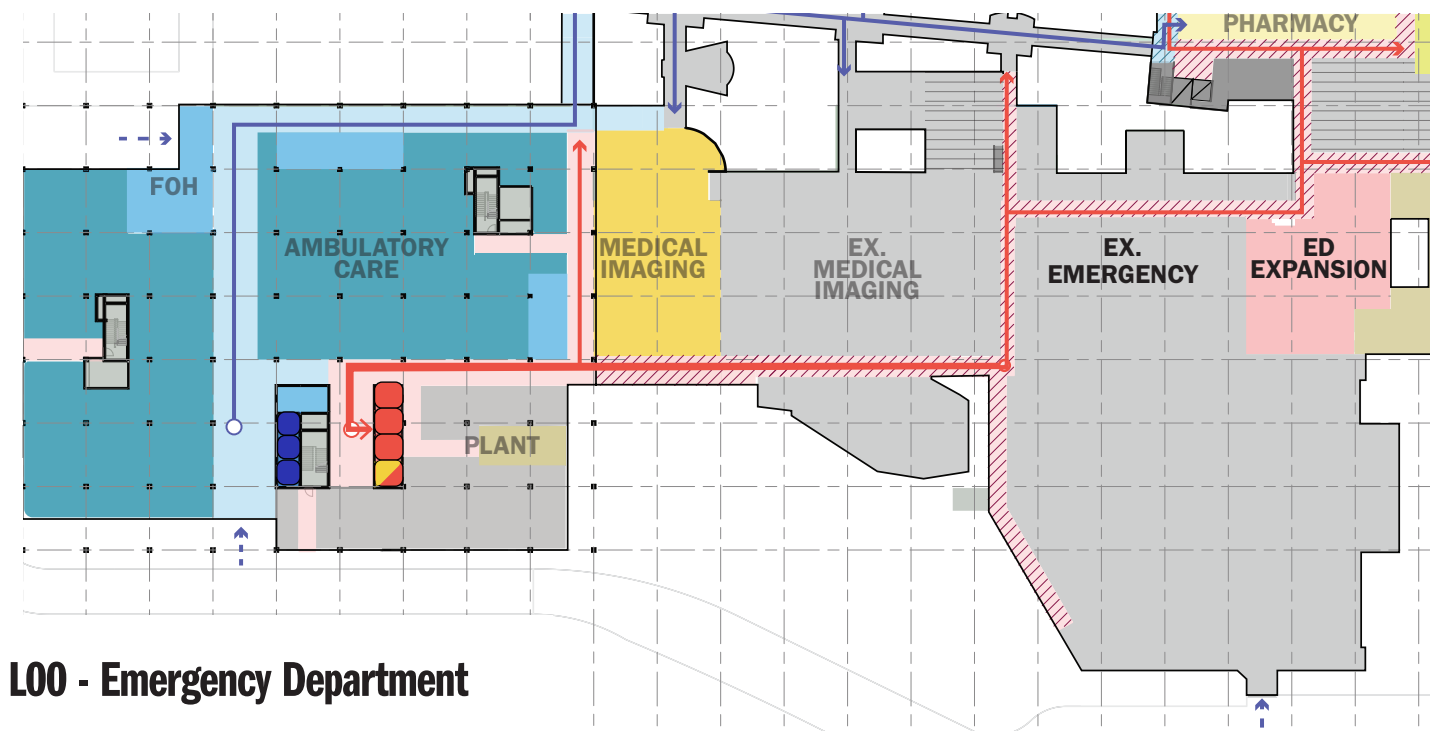 PHARMACY
FOH
AMBULATORY
CARE
MEDICAL
IMAGING
EX.
MEDICAL
IMAGING
EX.
EMERGENCY
ED
EXPANSION
PLANT
L00 - Emergency Department